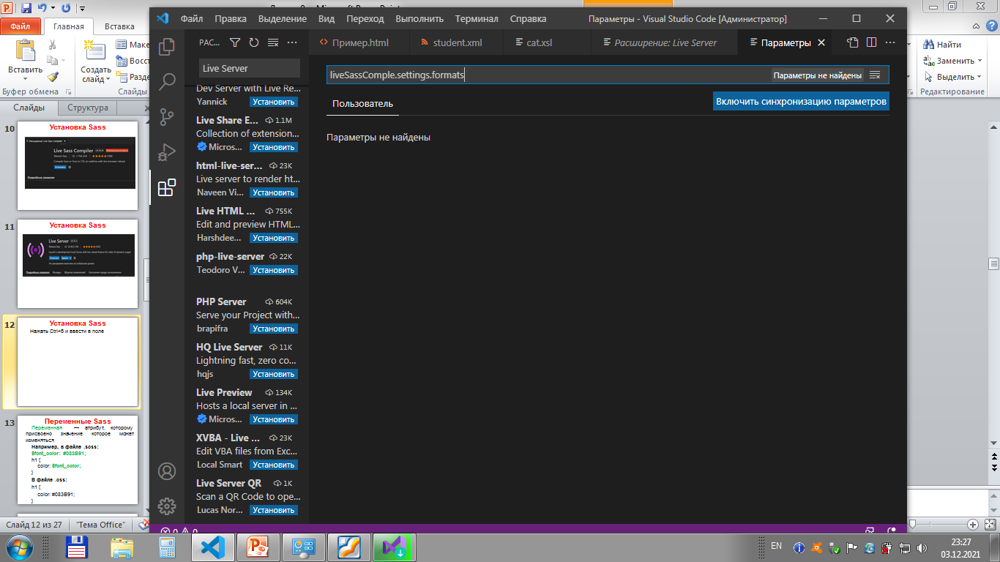 Файл
Главная
Вставка
Вставить
Буфер обмена
Создать слайд
Слайды
Слайды
Структура
10
Установка Sass
Live Sass Compiler
11
Установка Sass
Live Server
12
Установка Sass
Нажать Ctrl+б и ввести в поле
13
Переменные Sass
Переменная — атрибут, которому
присвоено значение которое может
изменяться
Например, в файле .soss:
$font_color: #083B91;
h1 {
color: $font_color;
}
В файле .oss:
h1 {
color: #083B91;
}
Слайд 12 из 27
"Тема Office"
Файл Правка Выделение Вид Переход Выполнить Терминал Справка
Параметры - Visual Studio Code [Администратор]
РАС...
Live Server
Dev Server with Live Re...
Yannick Установить
Live Share E... 1.1M
Collection of extension...
Micros... Установить
html-live-ser... 23K
Live server to render ht...
Naveen Vi... Установить
Live HTML ... 755K
Edit and preview HTML...
Harshdee... Установить
php-live-server 22K
Teodoro V... Установить
PHP Server 604K
Serve your Project with...
brapifra Установить
HQ Live Server 11K
Lightning fast, zero co...
hqjs Установить
Live Preview 134K
Hosts a local server in ...
Micros... Установить
XVBA - Live ... 23K
Edit VBA files from Exc...
Local Smart Установить
Live Server QR 1K
Scan a QR Code to ope...
Lucas Nor... Установить
Пример.html
student.xml
cat.xsl
Расширение: Live Server
Параметры
liveSassComple.settings.formats
Параметры не найдены
Пользователь
Включить синхронизацию параметров
Параметры не найдены
0 0
Найти
Заменить
Выделить
Редактирование
EN
23:27
03.12.2021